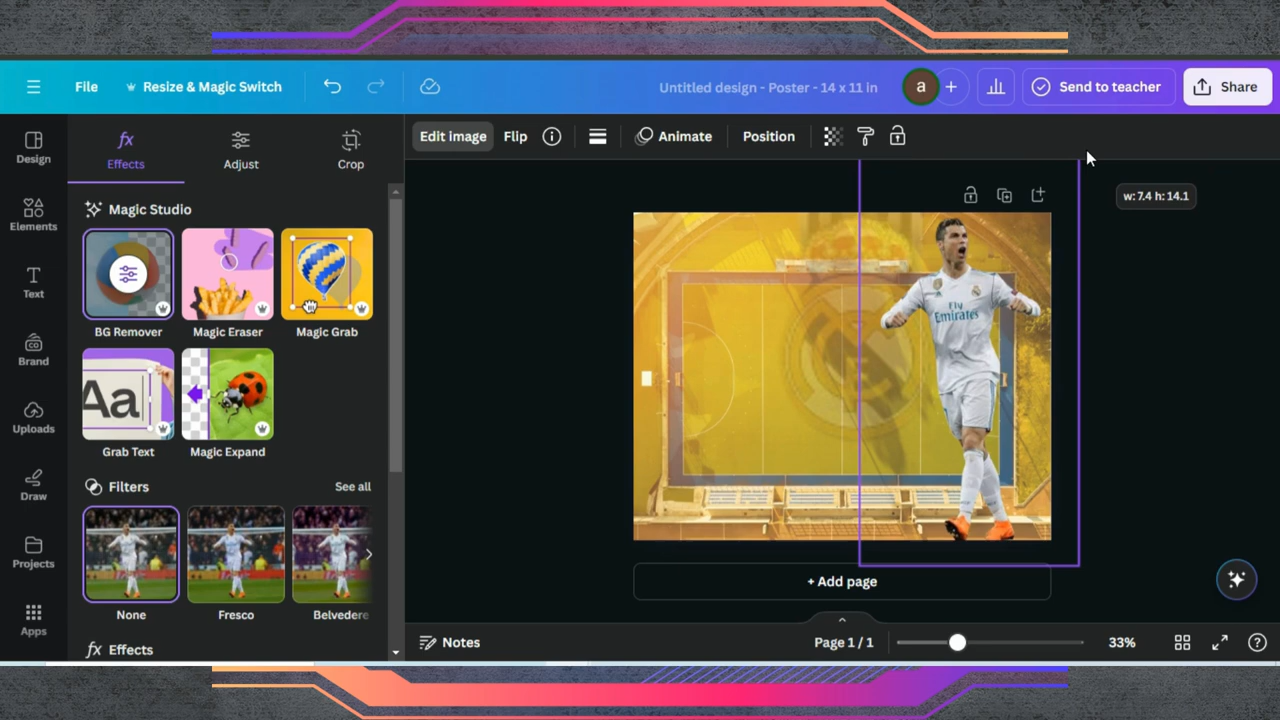 File
Resize & Magic Switch
Untitled design - Poster - 14 x 11 in
a
+
Send to teacher
Share
Design
Elements
Text
Brand
Uploads
Draw
Projects
Apps
fx
Effects
Adjust
Crop
Edit image
Flip
Animate
Position
w: 7.4 h: 14.1
Magic Studio
BG Remover
Magic Eraser
Magic Grab
Aa
Grab Text
Magic Expand
Filters
See all
None
Fresco
Belvedere
fx Effects
Fly
Emirates
+ Add page
Notes
Page 1 / 1
33%